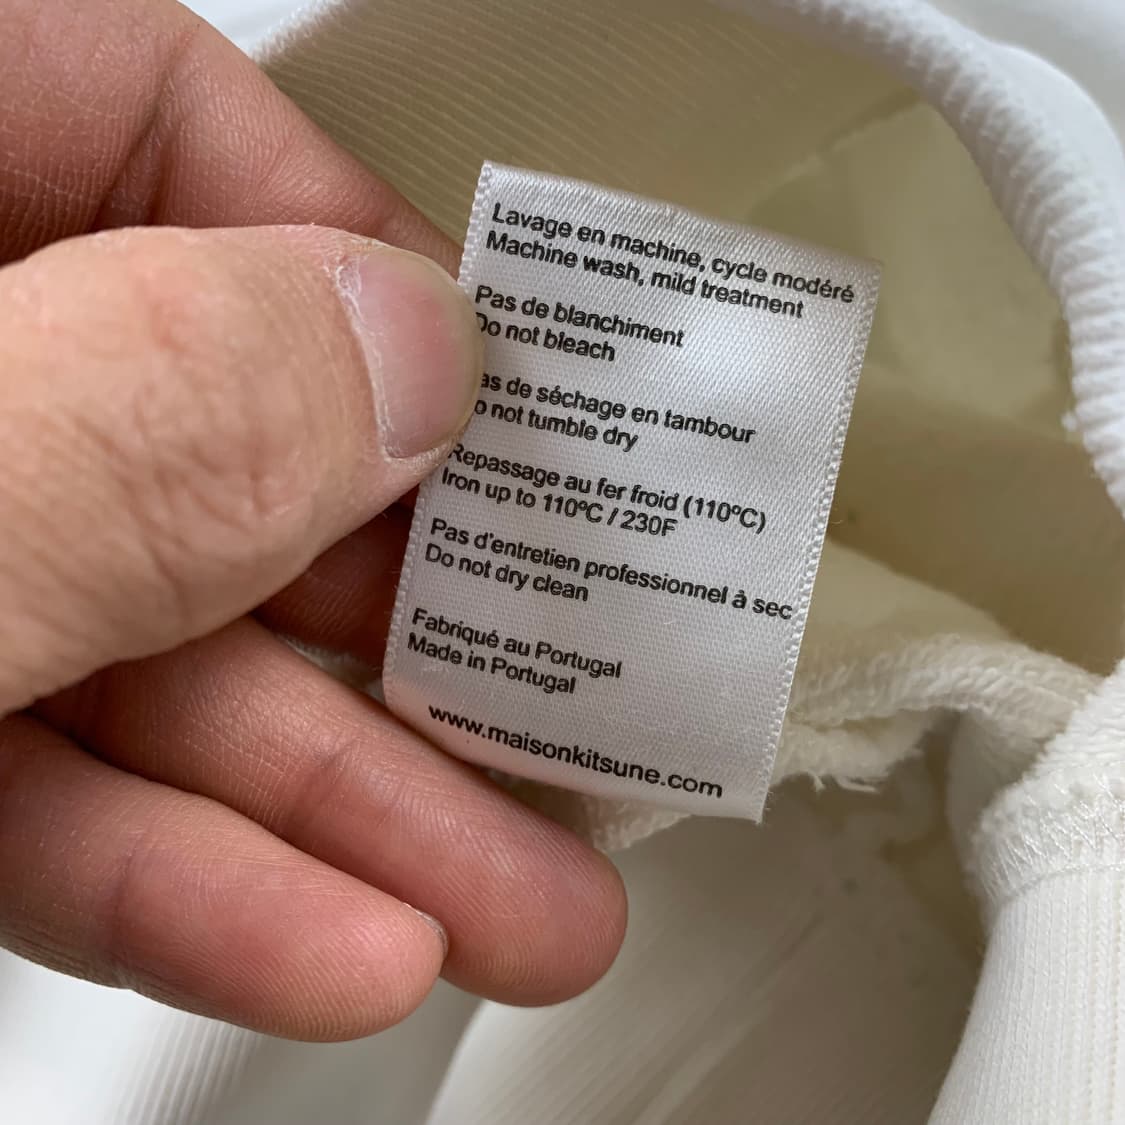 Lavage en machine, cycle modéré
Machine wash, mild treatment
Pas de blanchiment
Do not bleach
as de séchage en tambour
o not tumble dry
Repassage au fer froid (110ºC)
Iron up to 110ºC / 230F
Pas d'entretien professionnel à sec
Do not dry clean
Fabriqué au Portugal
Made in Portugal
www.maisonkitsune.com